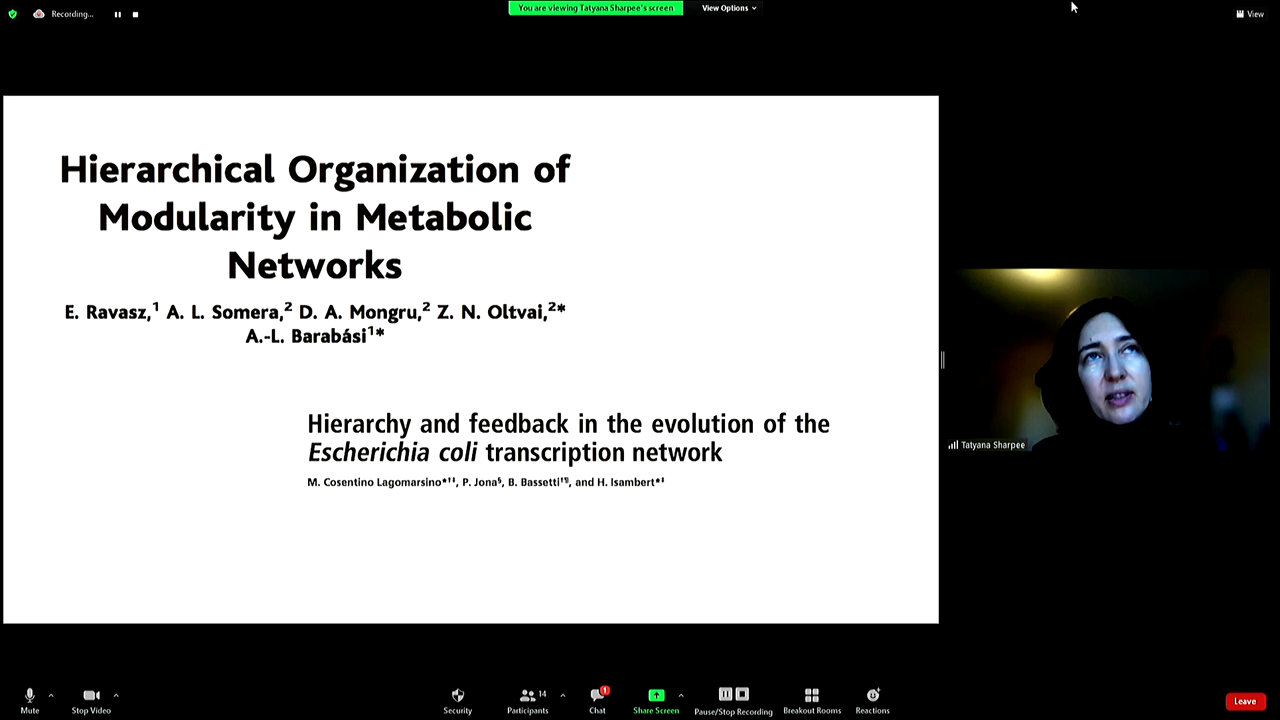 Recording...
You are viewing Tatyana Sharpee's screen
View Options
View
Hierarchical Organization of
Modularity in Metabolic
Networks
E. Ravasz,¹ A. L. Somera,² D. A. Mongru,² Z. N. Oltvai,²*
A.-L. Barabási¹*
Hierarchy and feedback in the evolution of the
Escherichia coli transcription network
M. Cosentino Lagomarsino*†‡, P. Jona§, B. Bassetti†¶, and H. Isambert*‡
Tatyana Sharpee
Mute
Stop Video
Security
Participants
14
Chat
1
Share Screen
Pause/Stop Recording
Breakout Rooms
Reactions
Leave